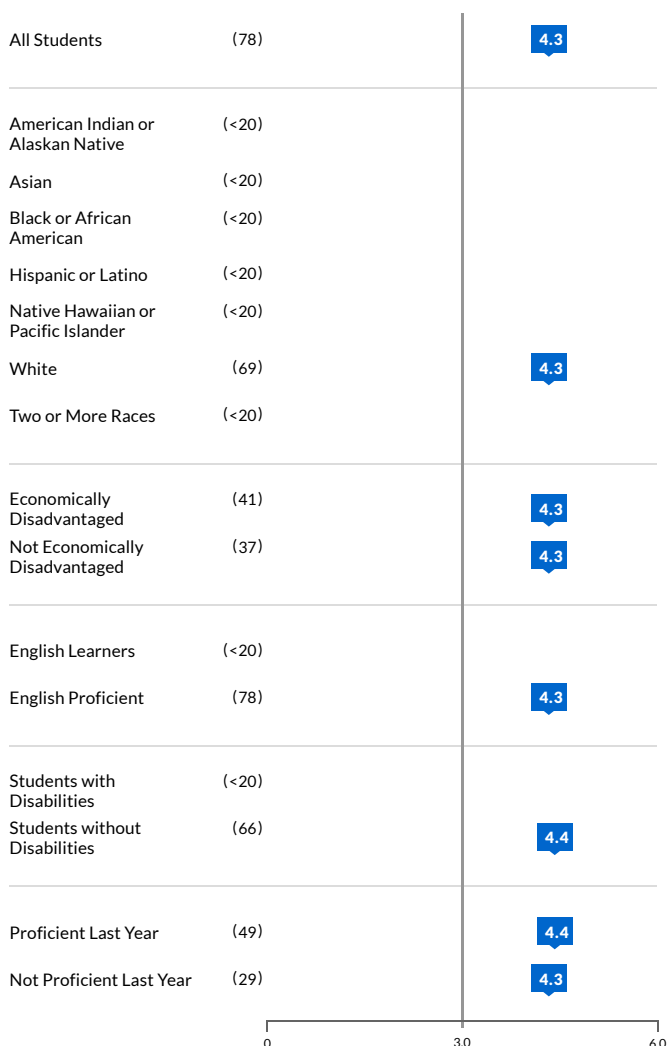 All Students (78) 4.3
American Indian or (<20)
Alaskan Native
Asian (<20)
Black or African (<20)
American
Hispanic or Latino (<20)
Native Hawaiian or (<20)
Pacific Islander
White (69) 4.3
Two or More Races (<20)
Economically (41) 4.3
Disadvantaged
Not Economically (37) 4.3
Disadvantaged
English Learners (<20)
English Proficient (78) 4.3
Students with (<20)
Disabilities
Students without (66) 4.4
Disabilities
Proficient Last Year (49) 4.4
Not Proficient Last Year (29) 4.3
0 3.0 6.0